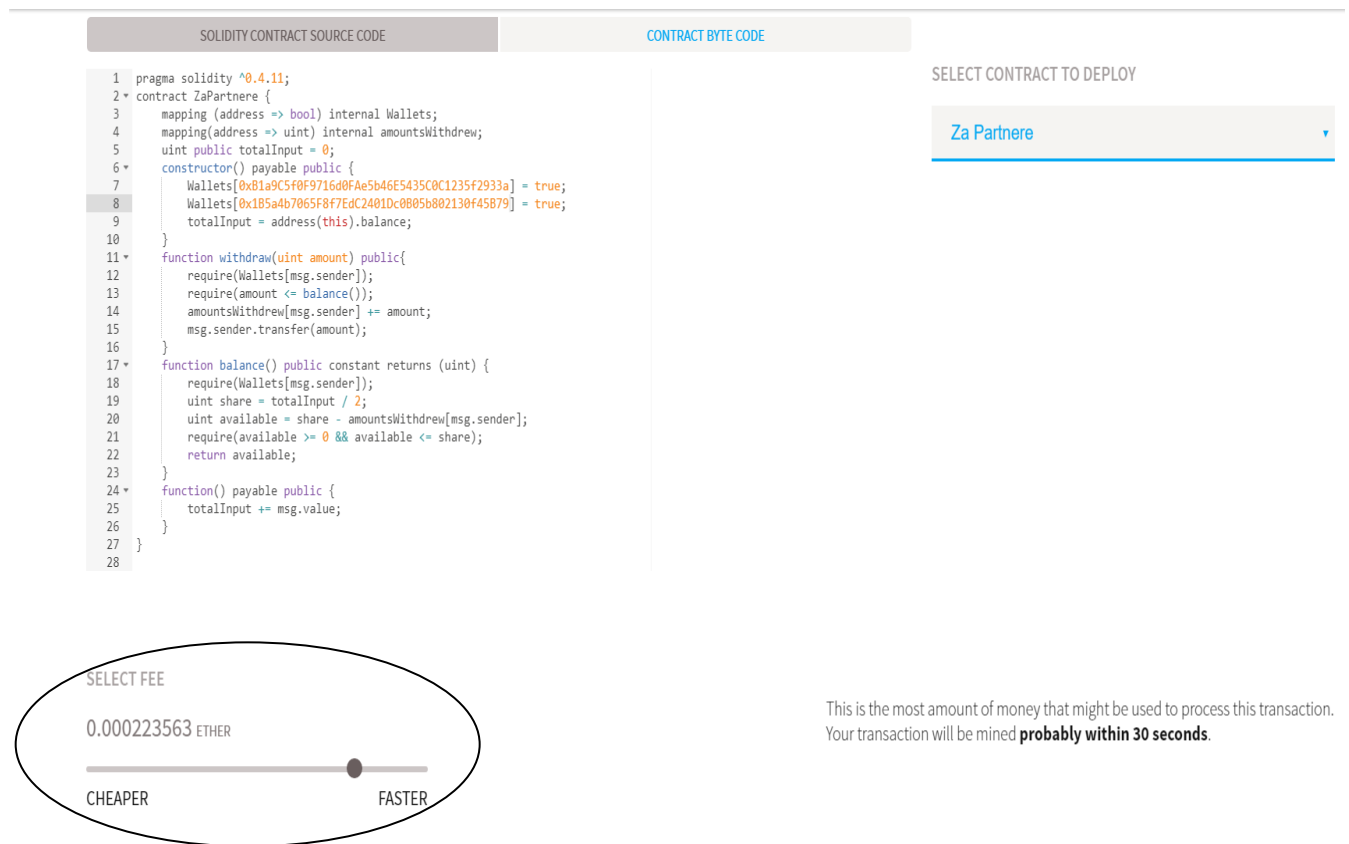 SOLIDITY CONTRACT SOURCE CODE
CONTRACT BYTE CODE
SELECT CONTRACT TO DEPLOY
Za Partnere
1 pragma solidity ^0.4.11;
2 contract ZaPartnere {
3 mapping (address => bool) internal Wallets;
4 mapping(address => uint) internal amountsWithdrew;
5 uint public totalInput = 0;
6 constructor() payable public {
7 Wallets[0xB1a9C5f0F9716d0FAe5b46E5435C0C1235f2933a] = true;
8 Wallets[0x1B5a4b7065F8f7EdC2401Dc0B05b802130f45B79] = true;
9 totalInput = address(this).balance;
10 }
11 function withdraw(uint amount) public{
12 require(Wallets[msg.sender]);
13 require(amount <= balance());
14 amountsWithdrew[msg.sender] += amount;
15 msg.sender.transfer(amount);
16 }
17 function balance() public constant returns (uint) {
18 require(Wallets[msg.sender]);
19 uint share = totalInput / 2;
20 uint available = share - amountsWithdrew[msg.sender];
21 require(available >= 0 && available <= share);
22 return available;
23 }
24 function() payable public {
25 totalInput += msg.value;
26 }
27 }
28
SELECT FEE
0.000223563 ETHER
CHEAPER
FASTER
This is the most amount of money that might be used to process this transaction.
Your transaction will be mined probably within 30 seconds.